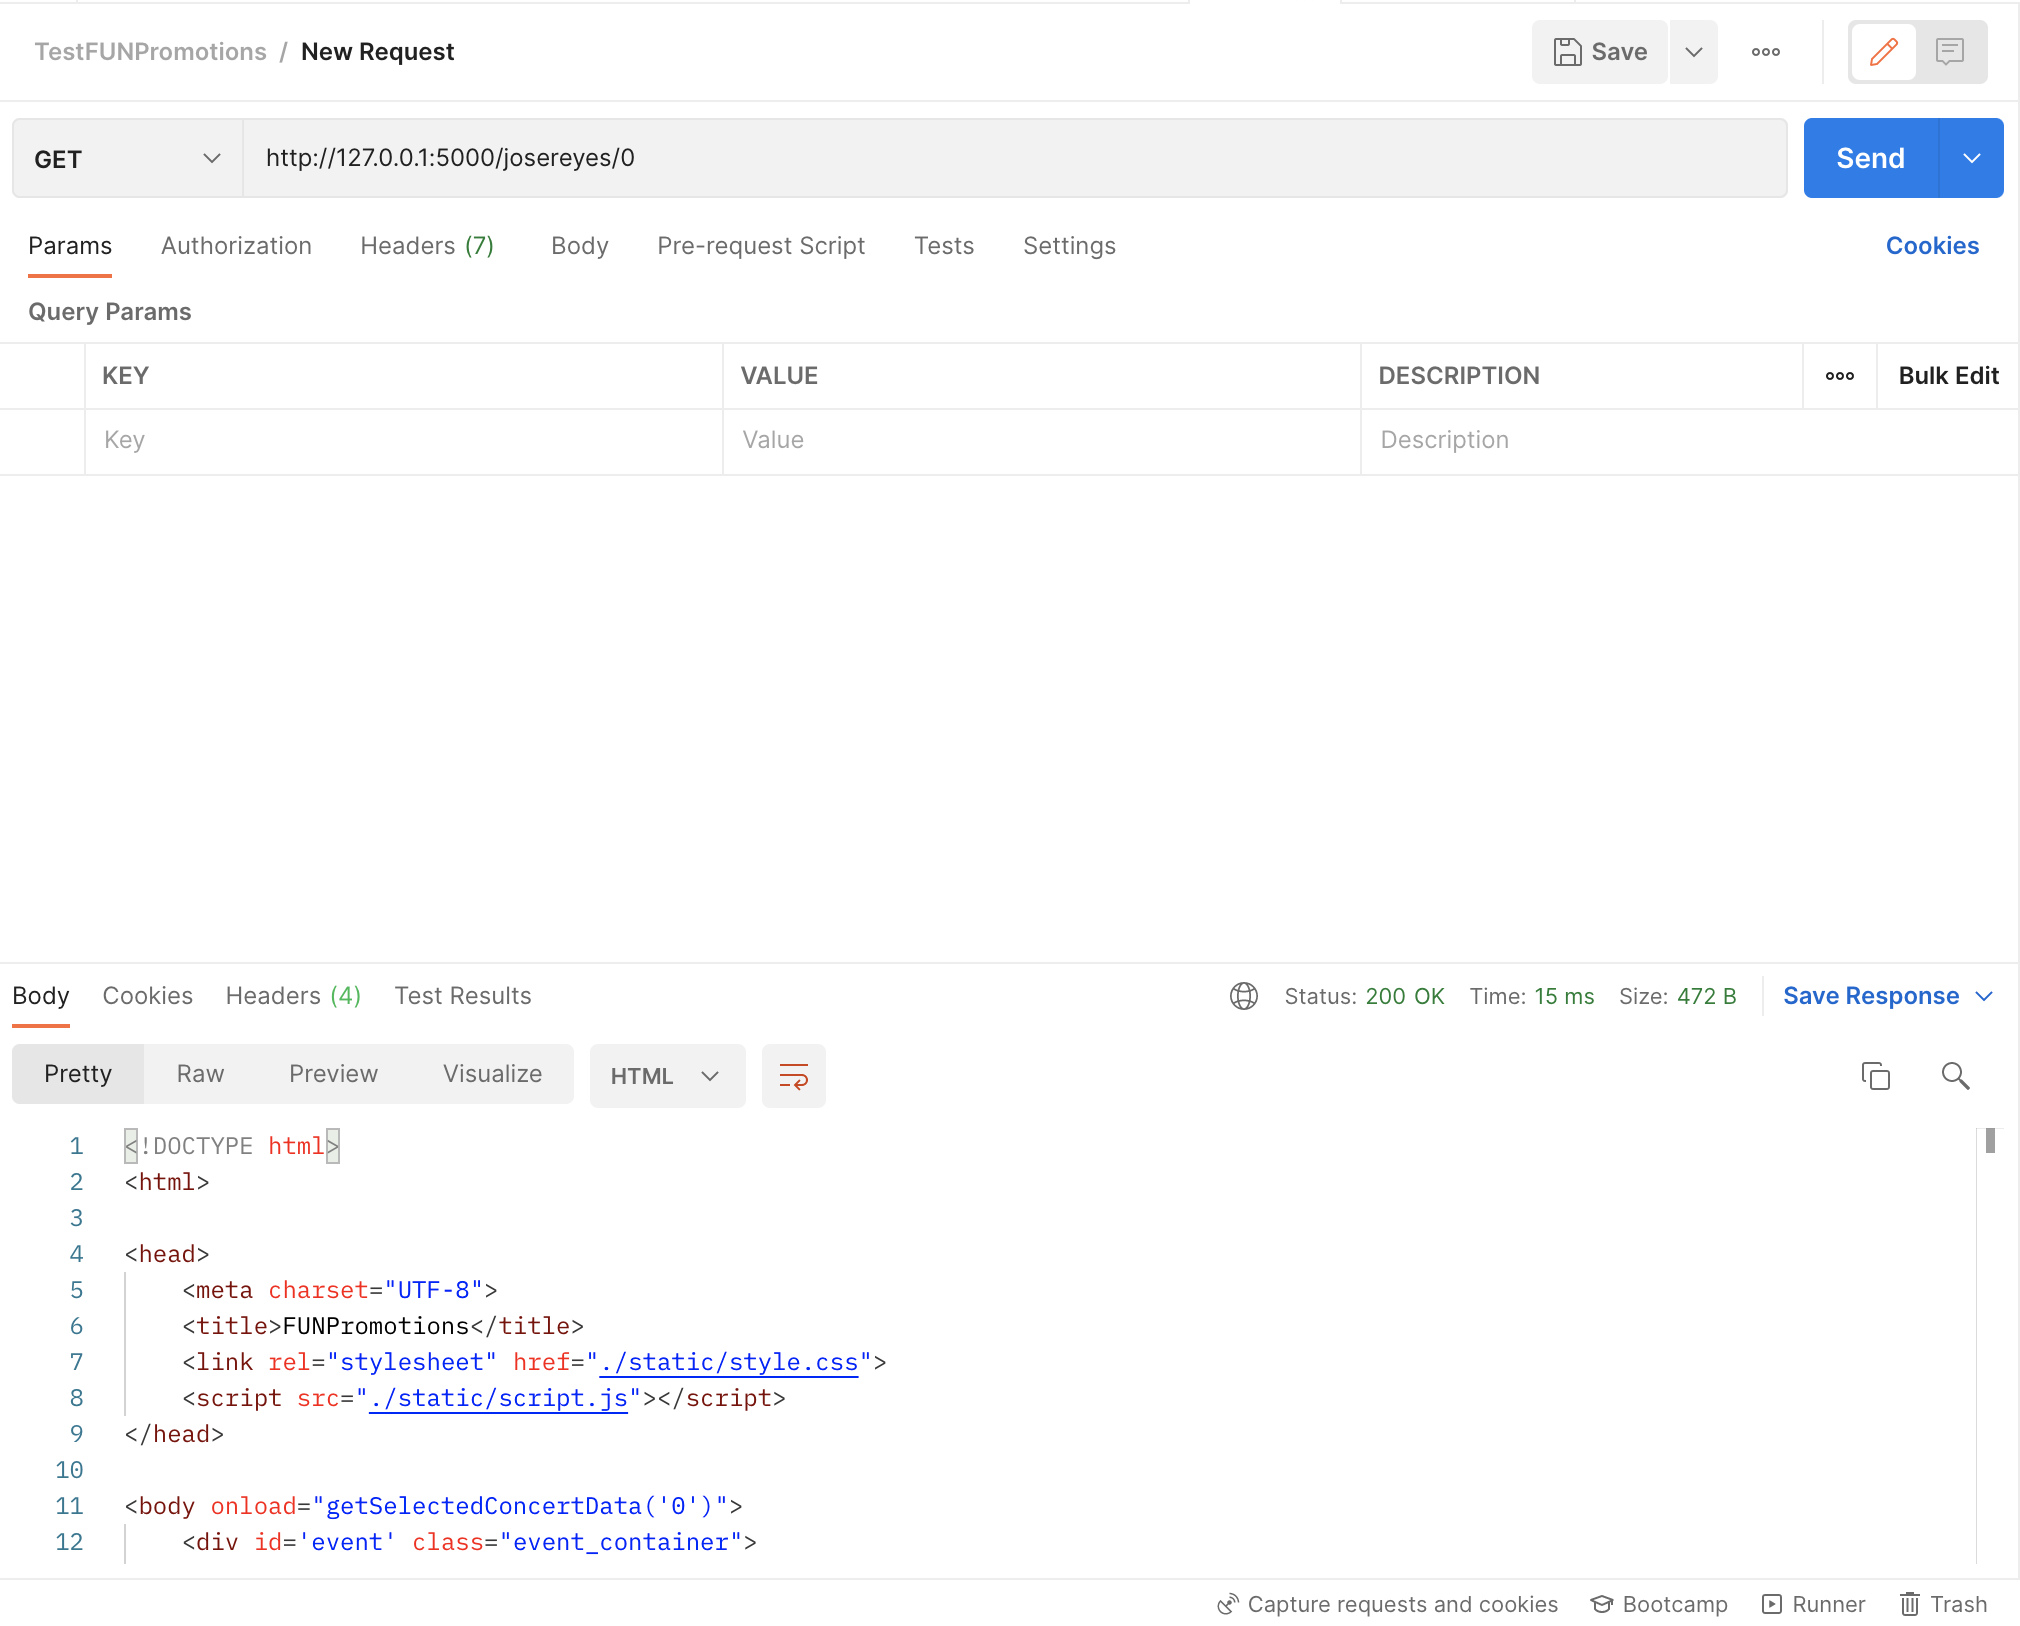 TestFUNPromotions / New Request
Save
GET
http://127.0.0.1:5000/josereyes/0
Send
Params Authorization Headers (7) Body Pre-request Script Tests Settings Cookies
Query Params
KEY VALUE DESCRIPTION Bulk Edit
Key Value Description
Body Cookies Headers (4) Test Results Status: 200 OK Time: 15 ms Size: 472 B Save Response
Pretty Raw Preview Visualize HTML
1 <!DOCTYPE html>
2 <html>
3
4 <head>
5 <meta charset="UTF-8">
6 <title>FUNPromotions</title>
7 <link rel="stylesheet" href="./static/style.css">
8 <script src="./static/script.js"></script>
9 </head>
10
11 <body onload="getSelectedConcertData('0')">
12 <div id='event' class="event_container">
Capture requests and cookies Bootcamp Runner Trash